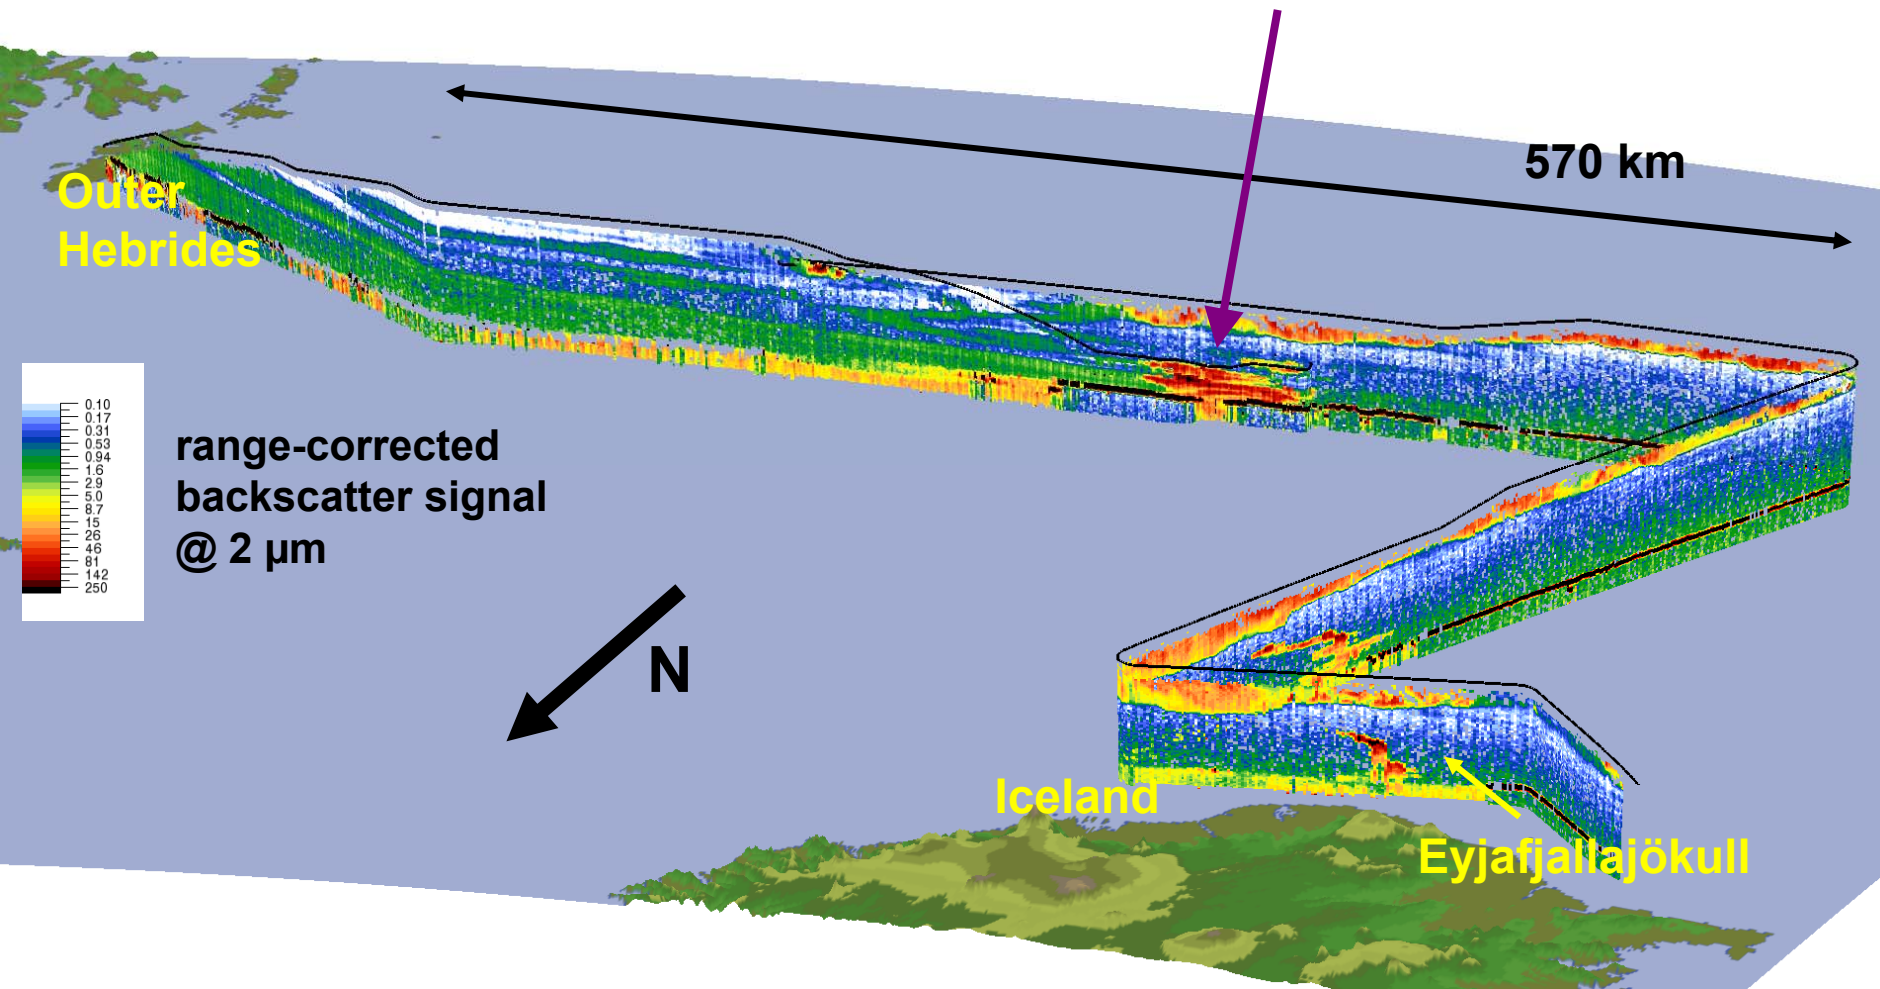 570 km
Outer
Hebrides
0.10
0.17
0.31
0.53
0.94
1.6
2.9
5.0
8.7
15
26
46
81
142
250
range-corrected
backscatter signal
@ 2 µm
N
Iceland
Eyjafjallajökull